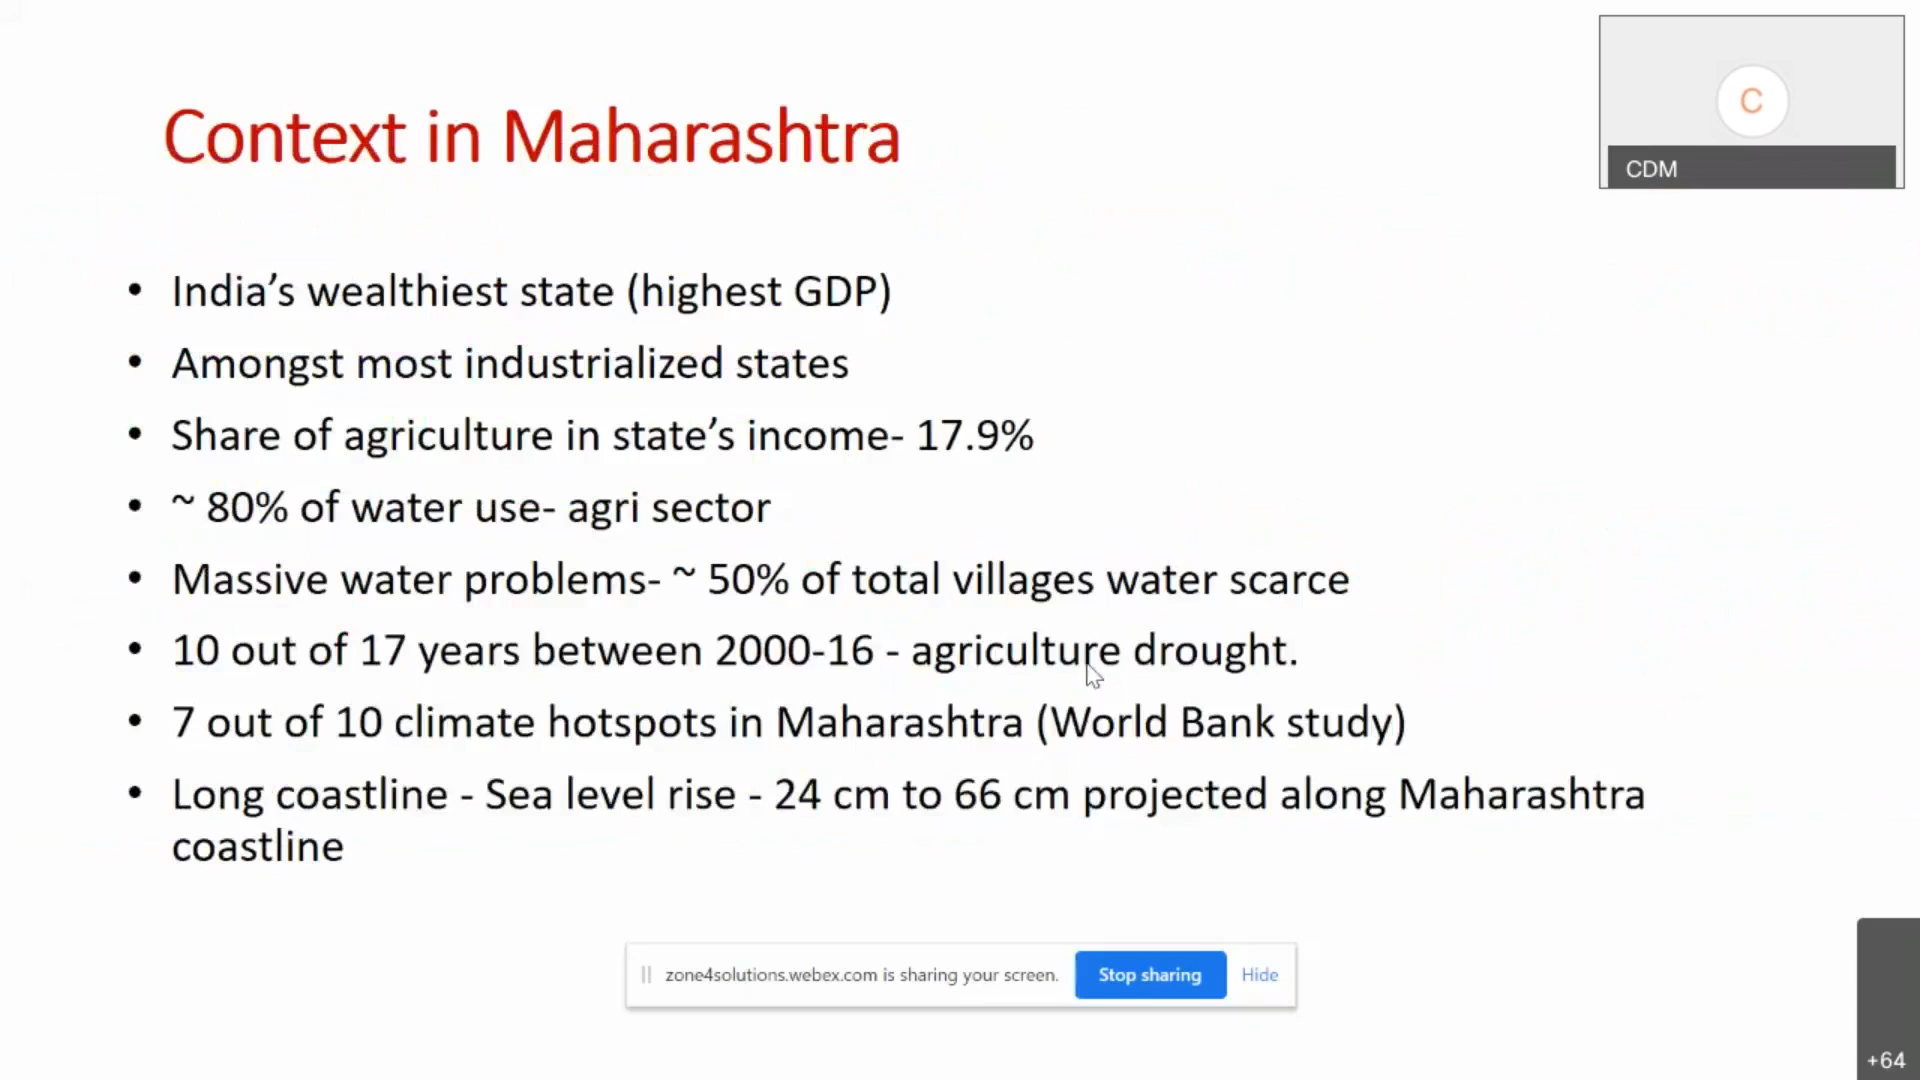 Context in Maharashtra
C
CDM
• India’s wealthiest state (highest GDP)
• Amongst most industrialized states
• Share of agriculture in state’s income- 17.9%
• ~ 80% of water use- agri sector
• Massive water problems- ~ 50% of total villages water scarce
• 10 out of 17 years between 2000-16 - agriculture drought.
• 7 out of 10 climate hotspots in Maharashtra (World Bank study)
• Long coastline - Sea level rise - 24 cm to 66 cm projected along Maharashtra
coastline
zone4solutions.webex.com is sharing your screen. Stop sharing Hide
+64